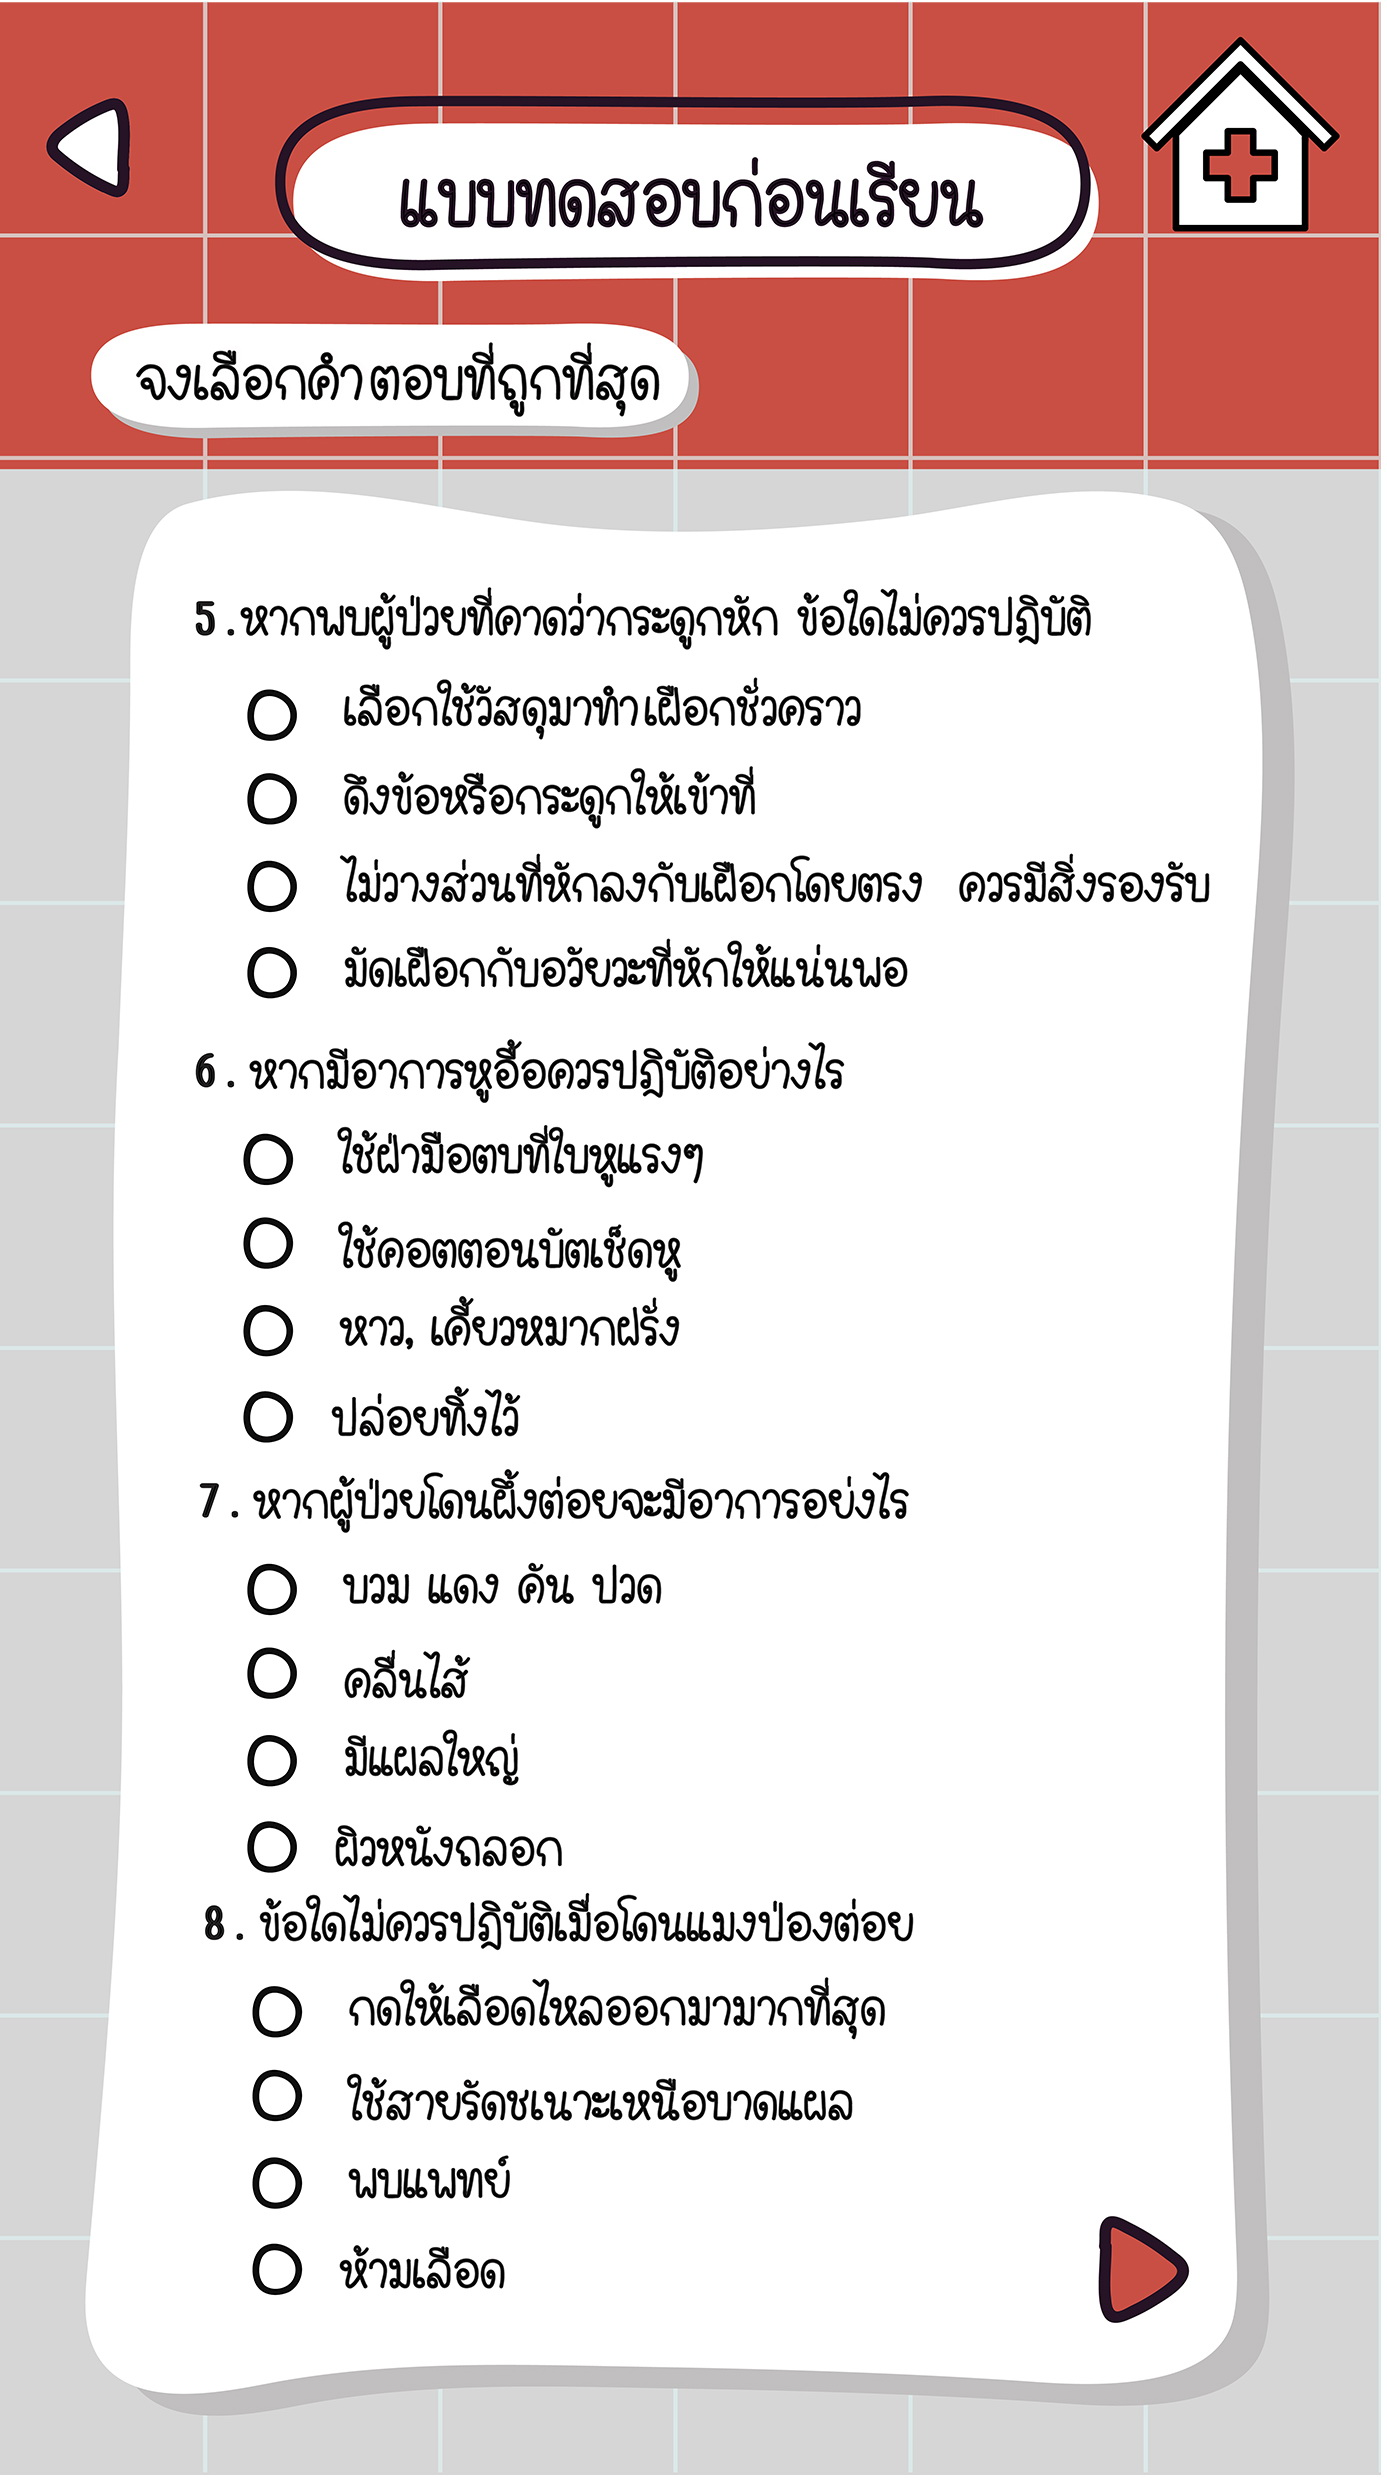 แบบทดสอบก่อนเรียน
จงเลือกคำตอบที่ถูกที่สุด
5.หากพบผู้ป่วยที่คาดว่ากระดูกหัก ข้อใดไม่ควรปฎิบัติ
เลือกใช้วัสดุมาทำเฝือกชั่วคราว
ดึงข้อหรือกระดูกให้เข้าที่
ไม่วางส่วนที่หักลงกับเฝือกโดยตรง ควรมีสิ่งรองรับ
มัดเฝือกกับอวัยวะที่หักให้แน่นพอ
6. หากมีอาการหูอื้อควรปฎิบัติอย่างไร
ใช้ฝ่ามือตบที่ใบหูแรงๆ
ใช้คอตตอนบัตเช็ดหู
หาว, เคี้ยวหมากฝรั่ง
ปล่อยทิ้งไว้
7. หากผู้ป่วยโดนผึ้งต่อยจะมีอาการอย่งไร
บวม แดง คัน ปวด
คลื่นไส้
มีแผลใหญ่
ผิวหนังถลอก
8. ข้อใดไม่ควรปฎิบัติเมื่อโดนแมงป่องต่อย
กดให้เลือดไหลออกมามากที่สุด
ใช้สายรัดชเนาะเหนือบาดแผล
พบแพทย์
ห้ามเลือด